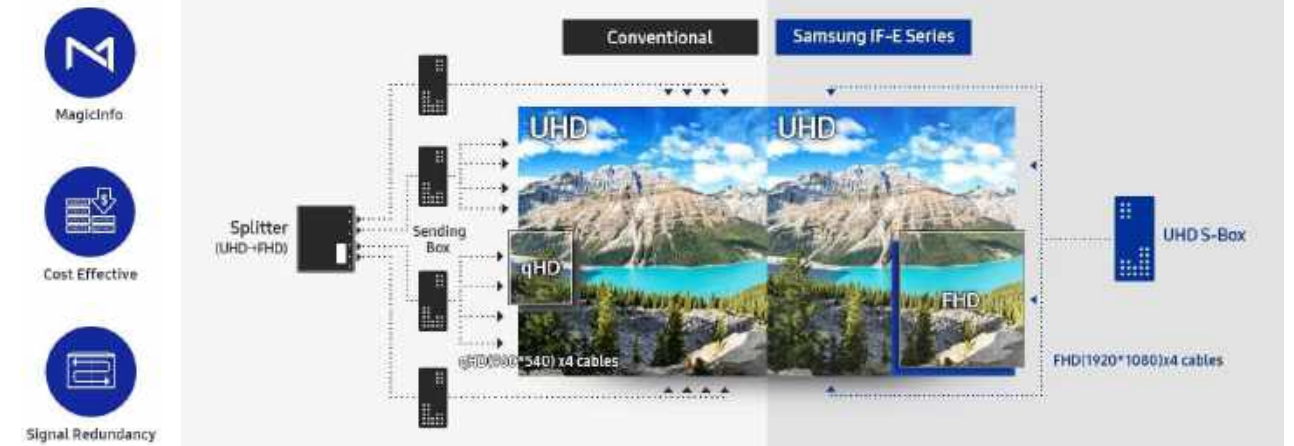 MagicInfo
Cost Effective
Signal Redundancy
Conventional
Samsung IF-E Series
UHD
UHD
Splitter
(UHD→FHD)
Sending
Box
qHD
FHD
UHD S-Box
qHD(960*540) x4 cables
FHD(1920*1080)x4 cables